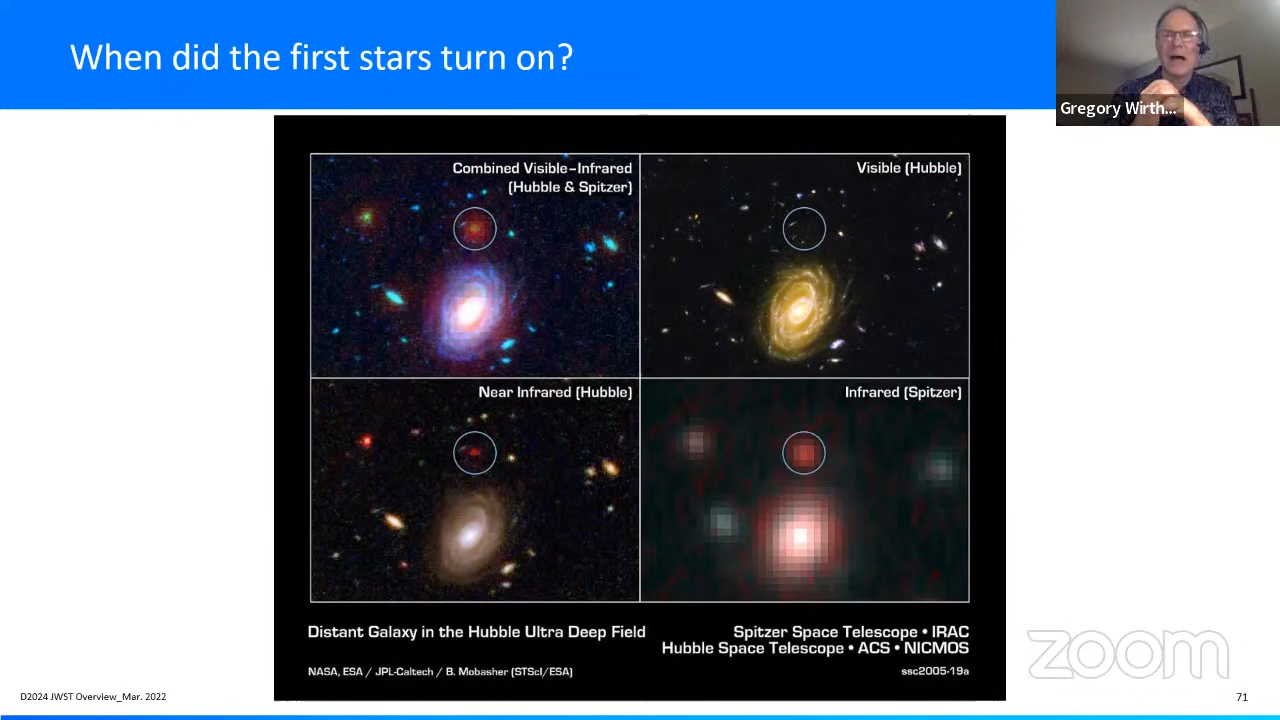 When did the first stars turn on?
Gregory Wirth...
Combined Visible–Infrared
(Hubble & Spitzer)
Visible (Hubble)
Near Infrared (Hubble)
Infrared (Spitzer)
Distant Galaxy in the Hubble Ultra Deep Field
Spitzer Space Telescope • IRAC
Hubble Space Telescope • ACS • NICMOS
NASA, ESA / JPL-Caltech / B. Mobasher (STScI/ESA)
ssc2005-19a
zoom
D2024 JWST Overview_Mar. 2022
71